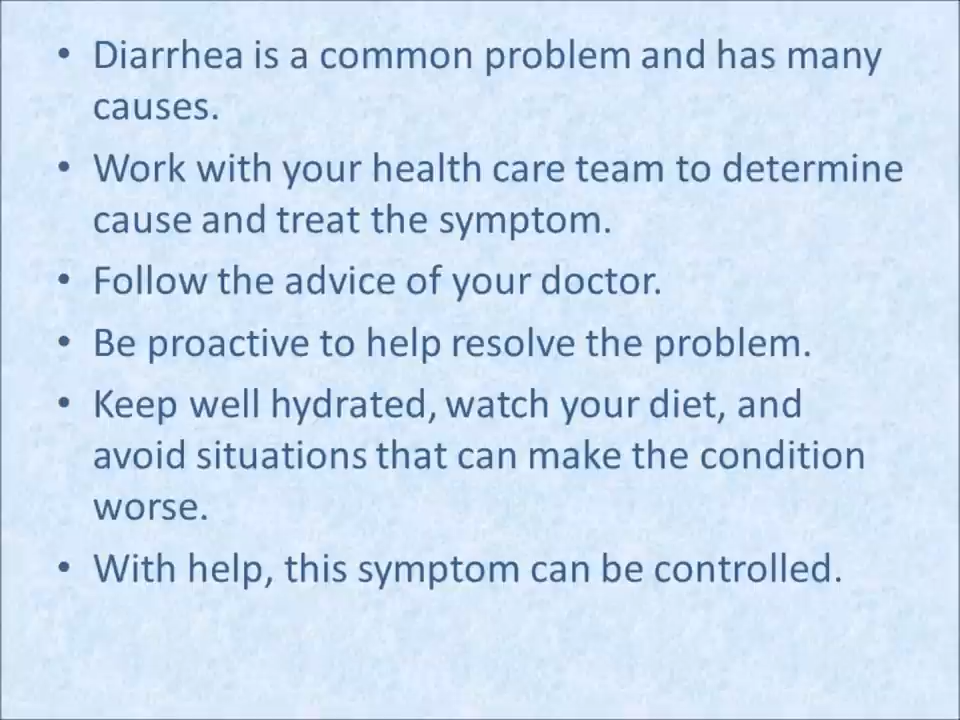 • Diarrhea is a common problem and has many
causes.
• Work with your health care team to determine
cause and treat the symptom.
• Follow the advice of your doctor.
• Be proactive to help resolve the problem.
• Keep well hydrated, watch your diet, and
avoid situations that can make the condition
worse.
• With help, this symptom can be controlled.